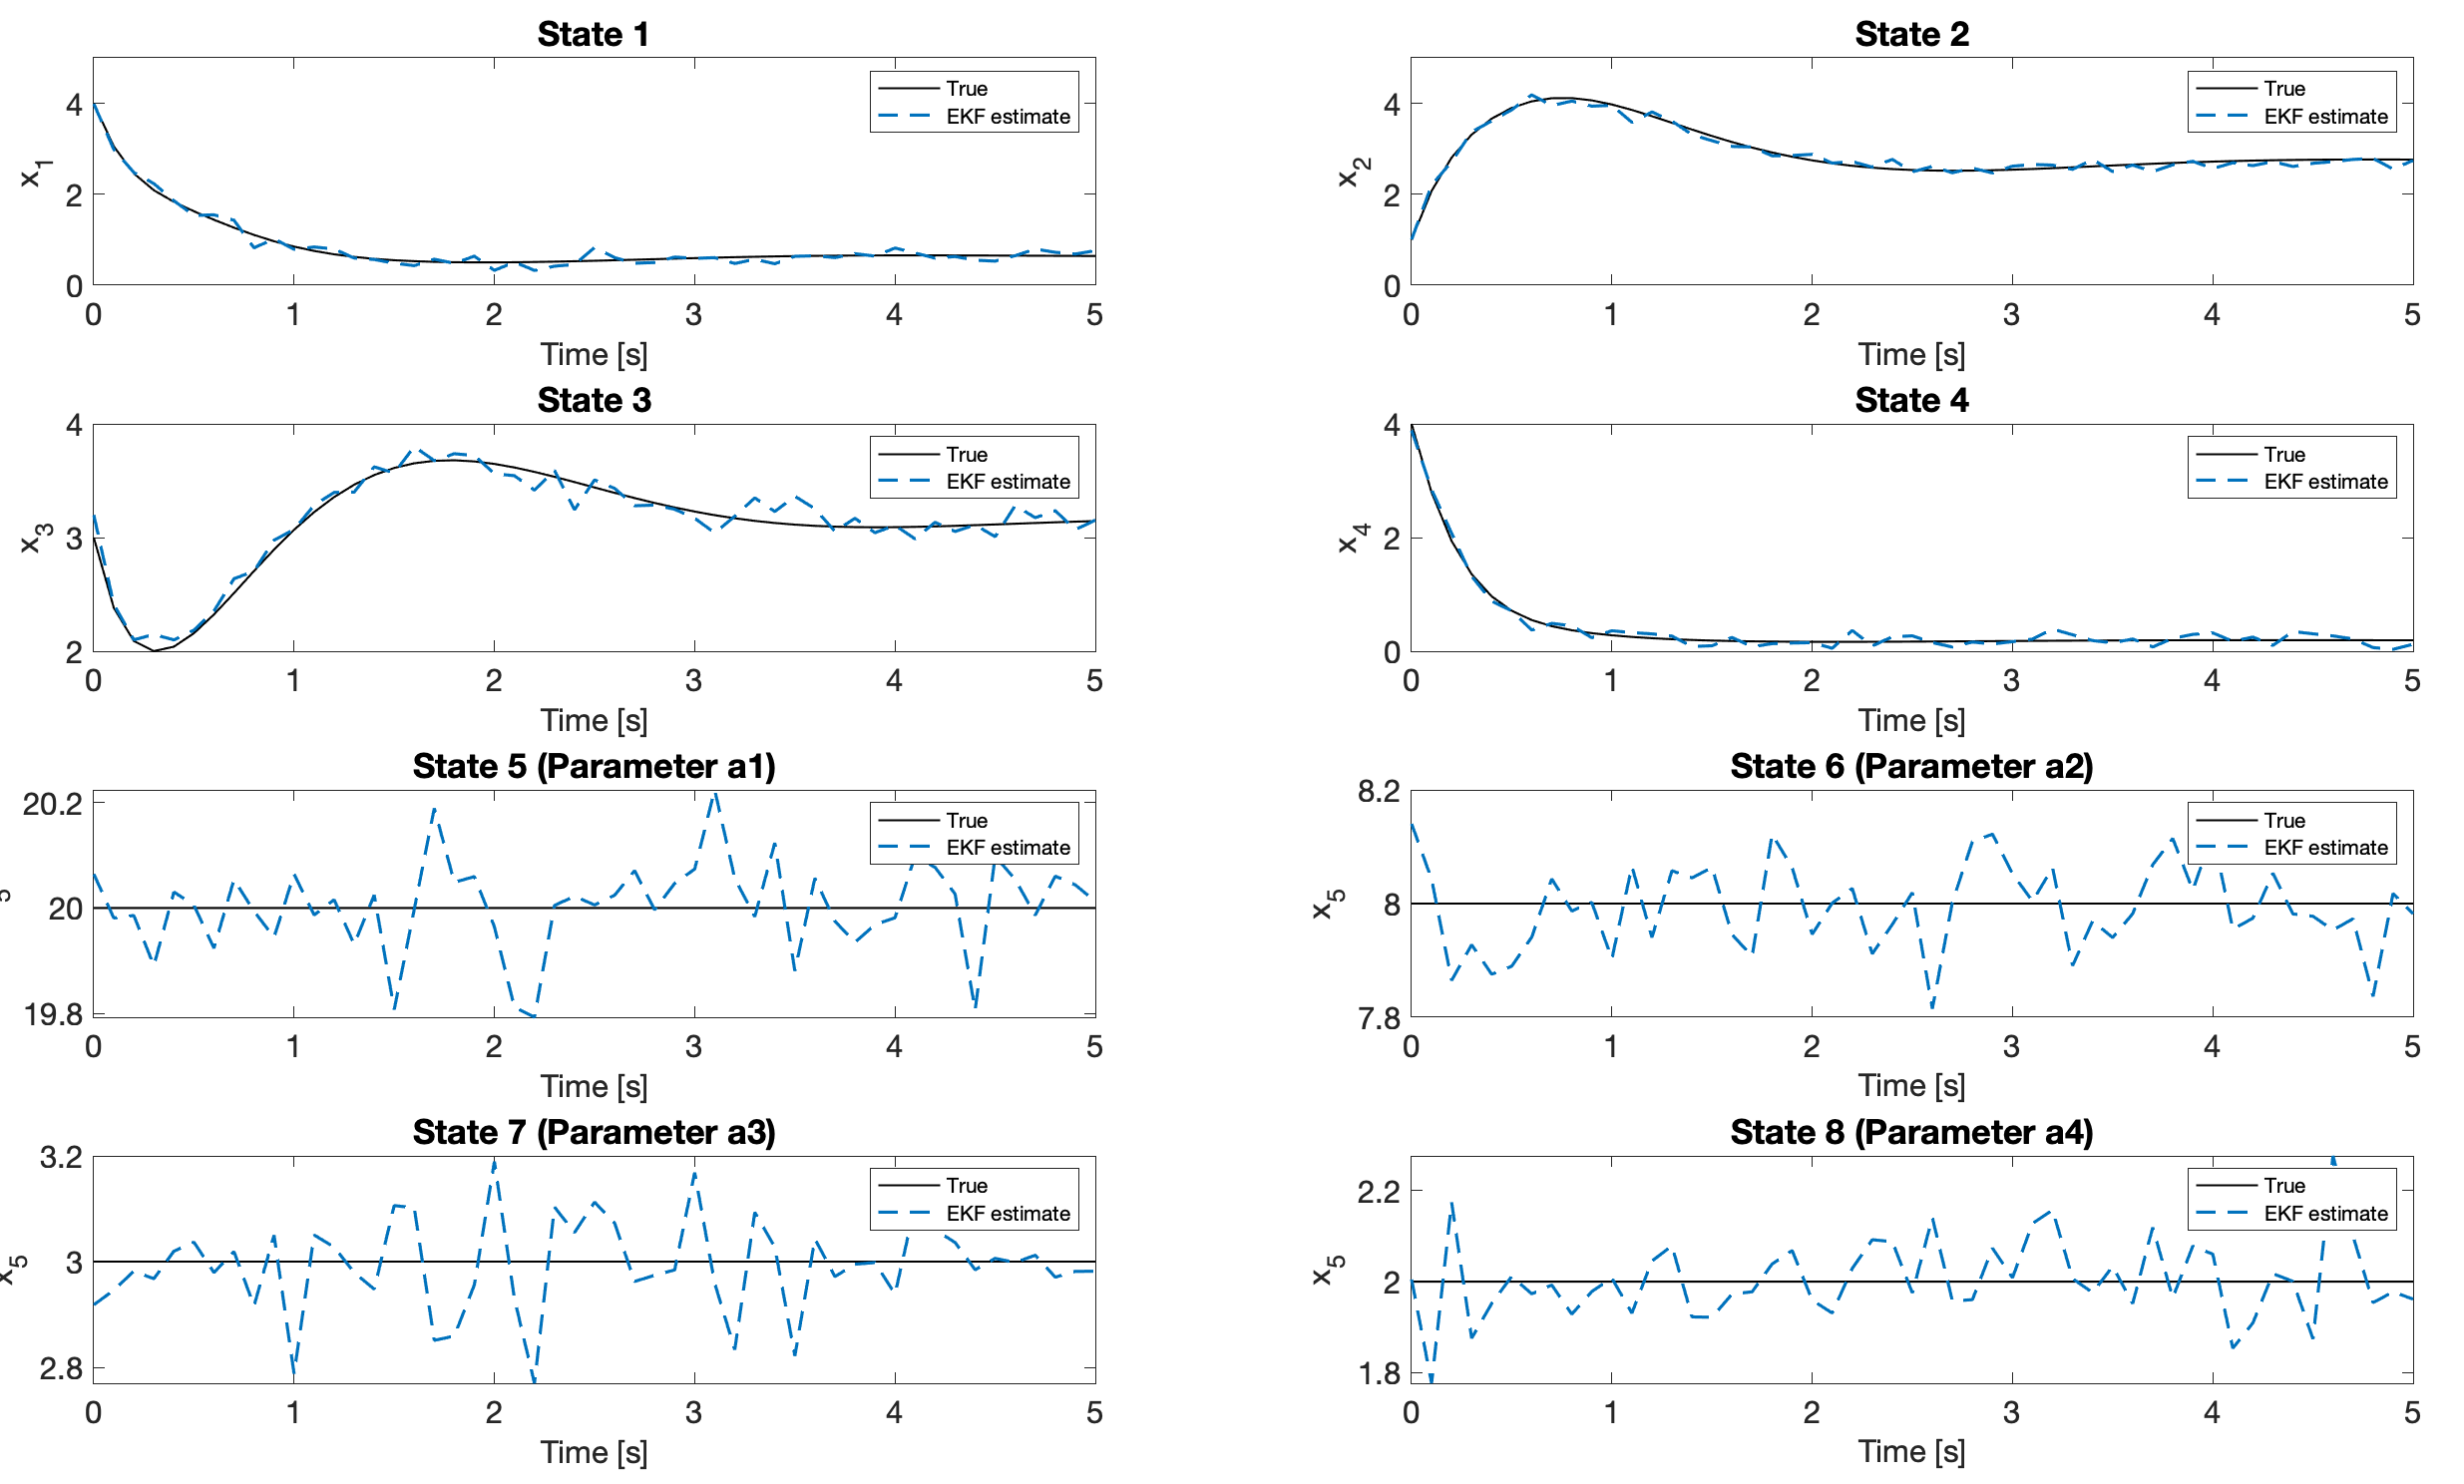 State 1
True
EKF estimate
4
2
0
x1
0 1 2 3 4 5
Time [s]
State 2
True
EKF estimate
4
2
0
x2
0 1 2 3 4 5
Time [s]
State 3
True
EKF estimate
4
3
2
x3
0 1 2 3 4 5
Time [s]
State 4
True
EKF estimate
4
2
0
x4
0 1 2 3 4 5
Time [s]
State 5 (Parameter a1)
True
EKF estimate
20.2
20
19.8
5
0 1 2 3 4 5
Time [s]
State 6 (Parameter a2)
True
EKF estimate
8.2
8
7.8
x5
0 1 2 3 4 5
Time [s]
State 7 (Parameter a3)
True
EKF estimate
3.2
3
2.8
x5
0 1 2 3 4 5
Time [s]
State 8 (Parameter a4)
True
EKF estimate
2.2
2
1.8
x5
0 1 2 3 4 5
Time [s]